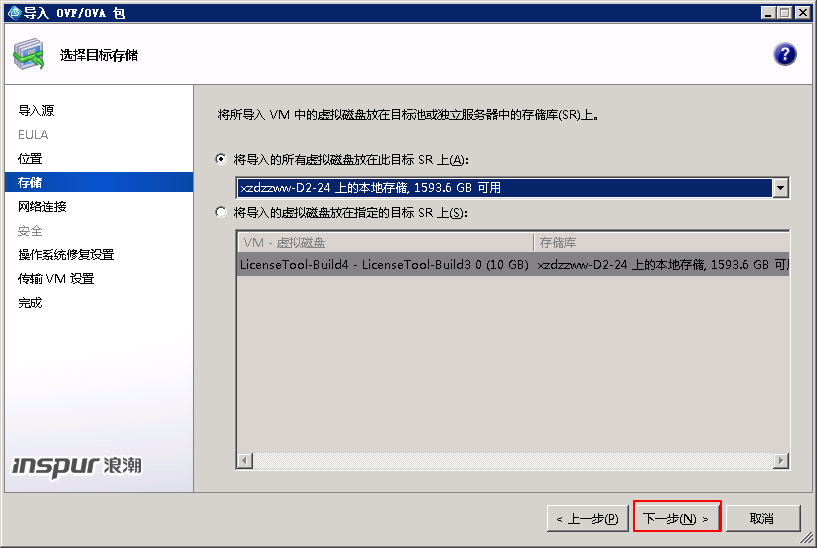 导入 OVF/OVA 包
选择目标存储
?
导入源
EULA
位置
存储
网络连接
安全
操作系统修复设置
传输 VM 设置
完成
inspur 浪潮
将所导入 VM 中的虚拟磁盘放在目标池或独立服务器中的存储库(SR)上。
将导入的所有虚拟磁盘放在此目标 SR 上(A):
xzdzzww-D2-24 上的本地存储, 1593.6 GB 可用
将导入的虚拟磁盘放在指定的目标 SR 上(S):
VM - 虚拟磁盘 存储库
LicenseTool-Build4 - LicenseTool-Build3 0 (10 GB) xzdzzww-D2-24 上的本地存储, 1593.6 GB 可
< 上一步(P) 下一步(N) > 取消